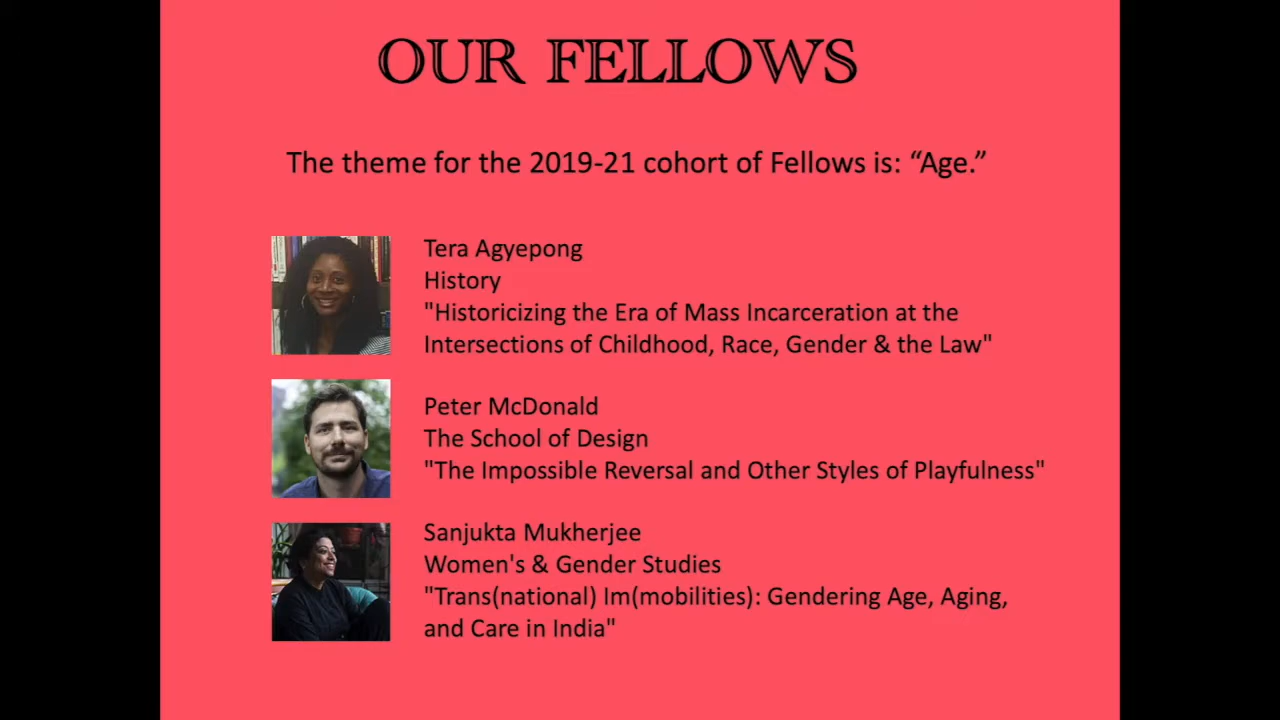 OUR FELLOWS
The theme for the 2019-21 cohort of Fellows is: “Age.”
Tera Agyepong
History
"Historicizing the Era of Mass Incarceration at the
Intersections of Childhood, Race, Gender & the Law"
Peter McDonald
The School of Design
"The Impossible Reversal and Other Styles of Playfulness"
Sanjukta Mukherjee
Women's & Gender Studies
"Trans(national) Im(mobilities): Gendering Age, Aging,
and Care in India"